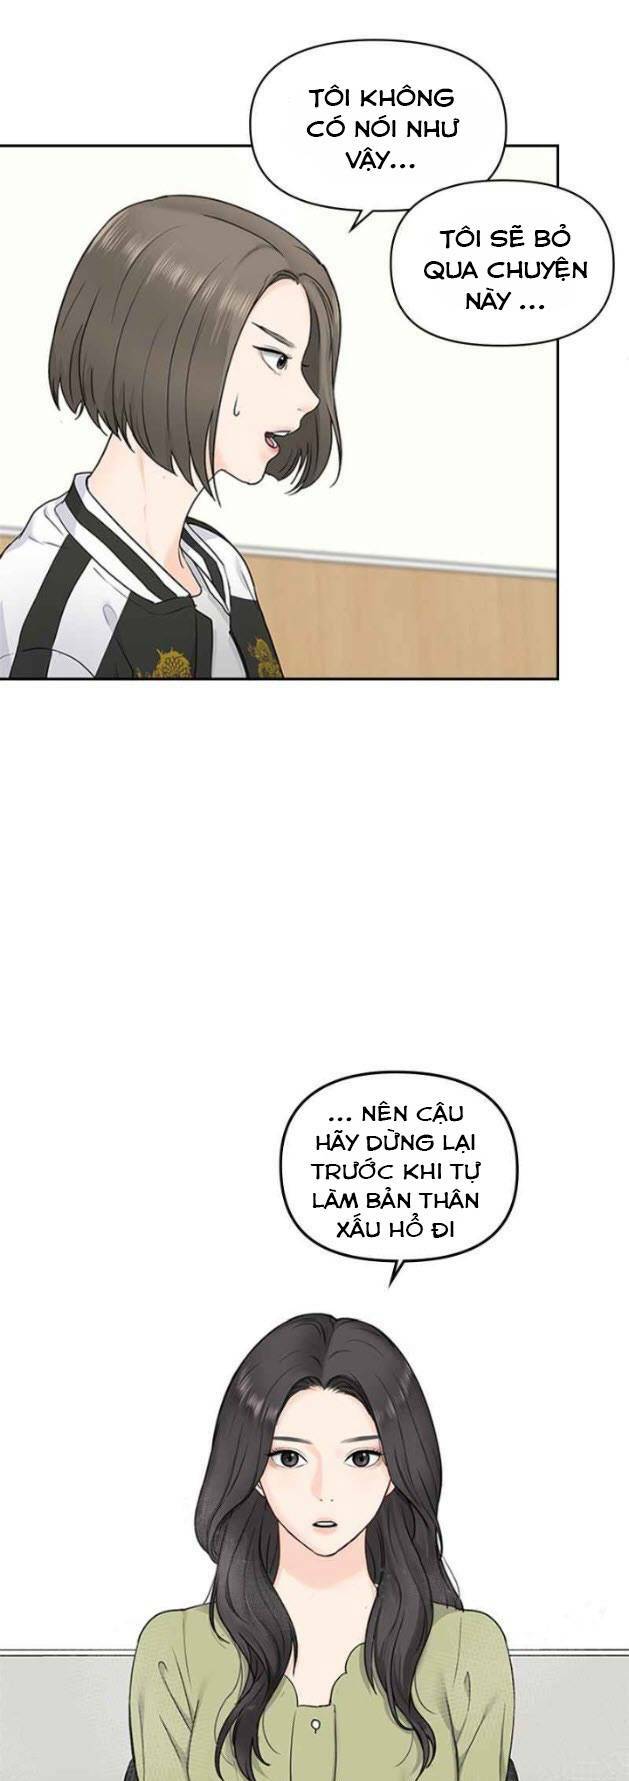 TÔI KHÔNG
CÓ NÓI NHƯ
VẬY...
TÔI SẼ BỎ
QUA CHUYỆN
NÀY ...
... NÊN CẬU
HÃY DỪNG LẠI
TRƯỚC KHI TỰ
LÀM BẢN THÂN
XẤU HỔ ĐI